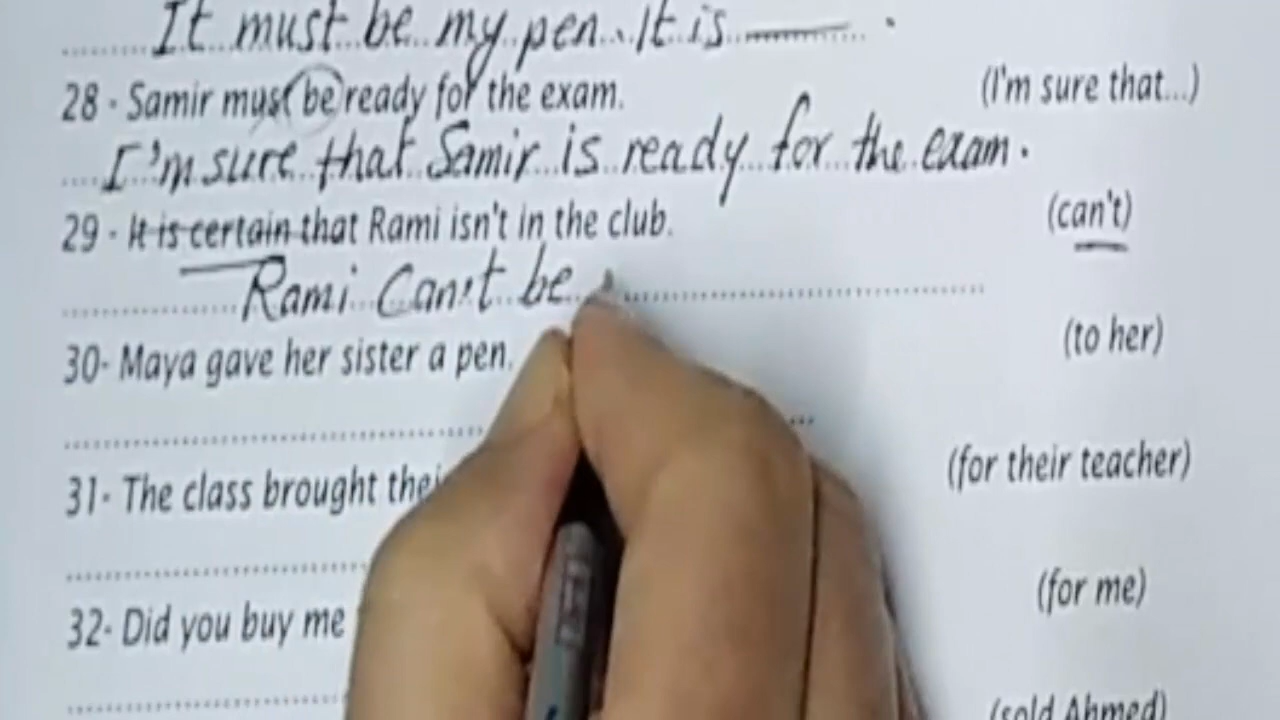 It must be my pen. It is
28 - Samir must be ready for the exam. (I'm sure that...)
I'm sure that Samir is ready for the exam.
29 - It is certain that Rami isn't in the club. (can't)
Rami Can't be
30- Maya gave her sister a pen. (to her)
31- The class brought (for their teacher)
32- Did you buy me (for me)
(sold Ahmed)